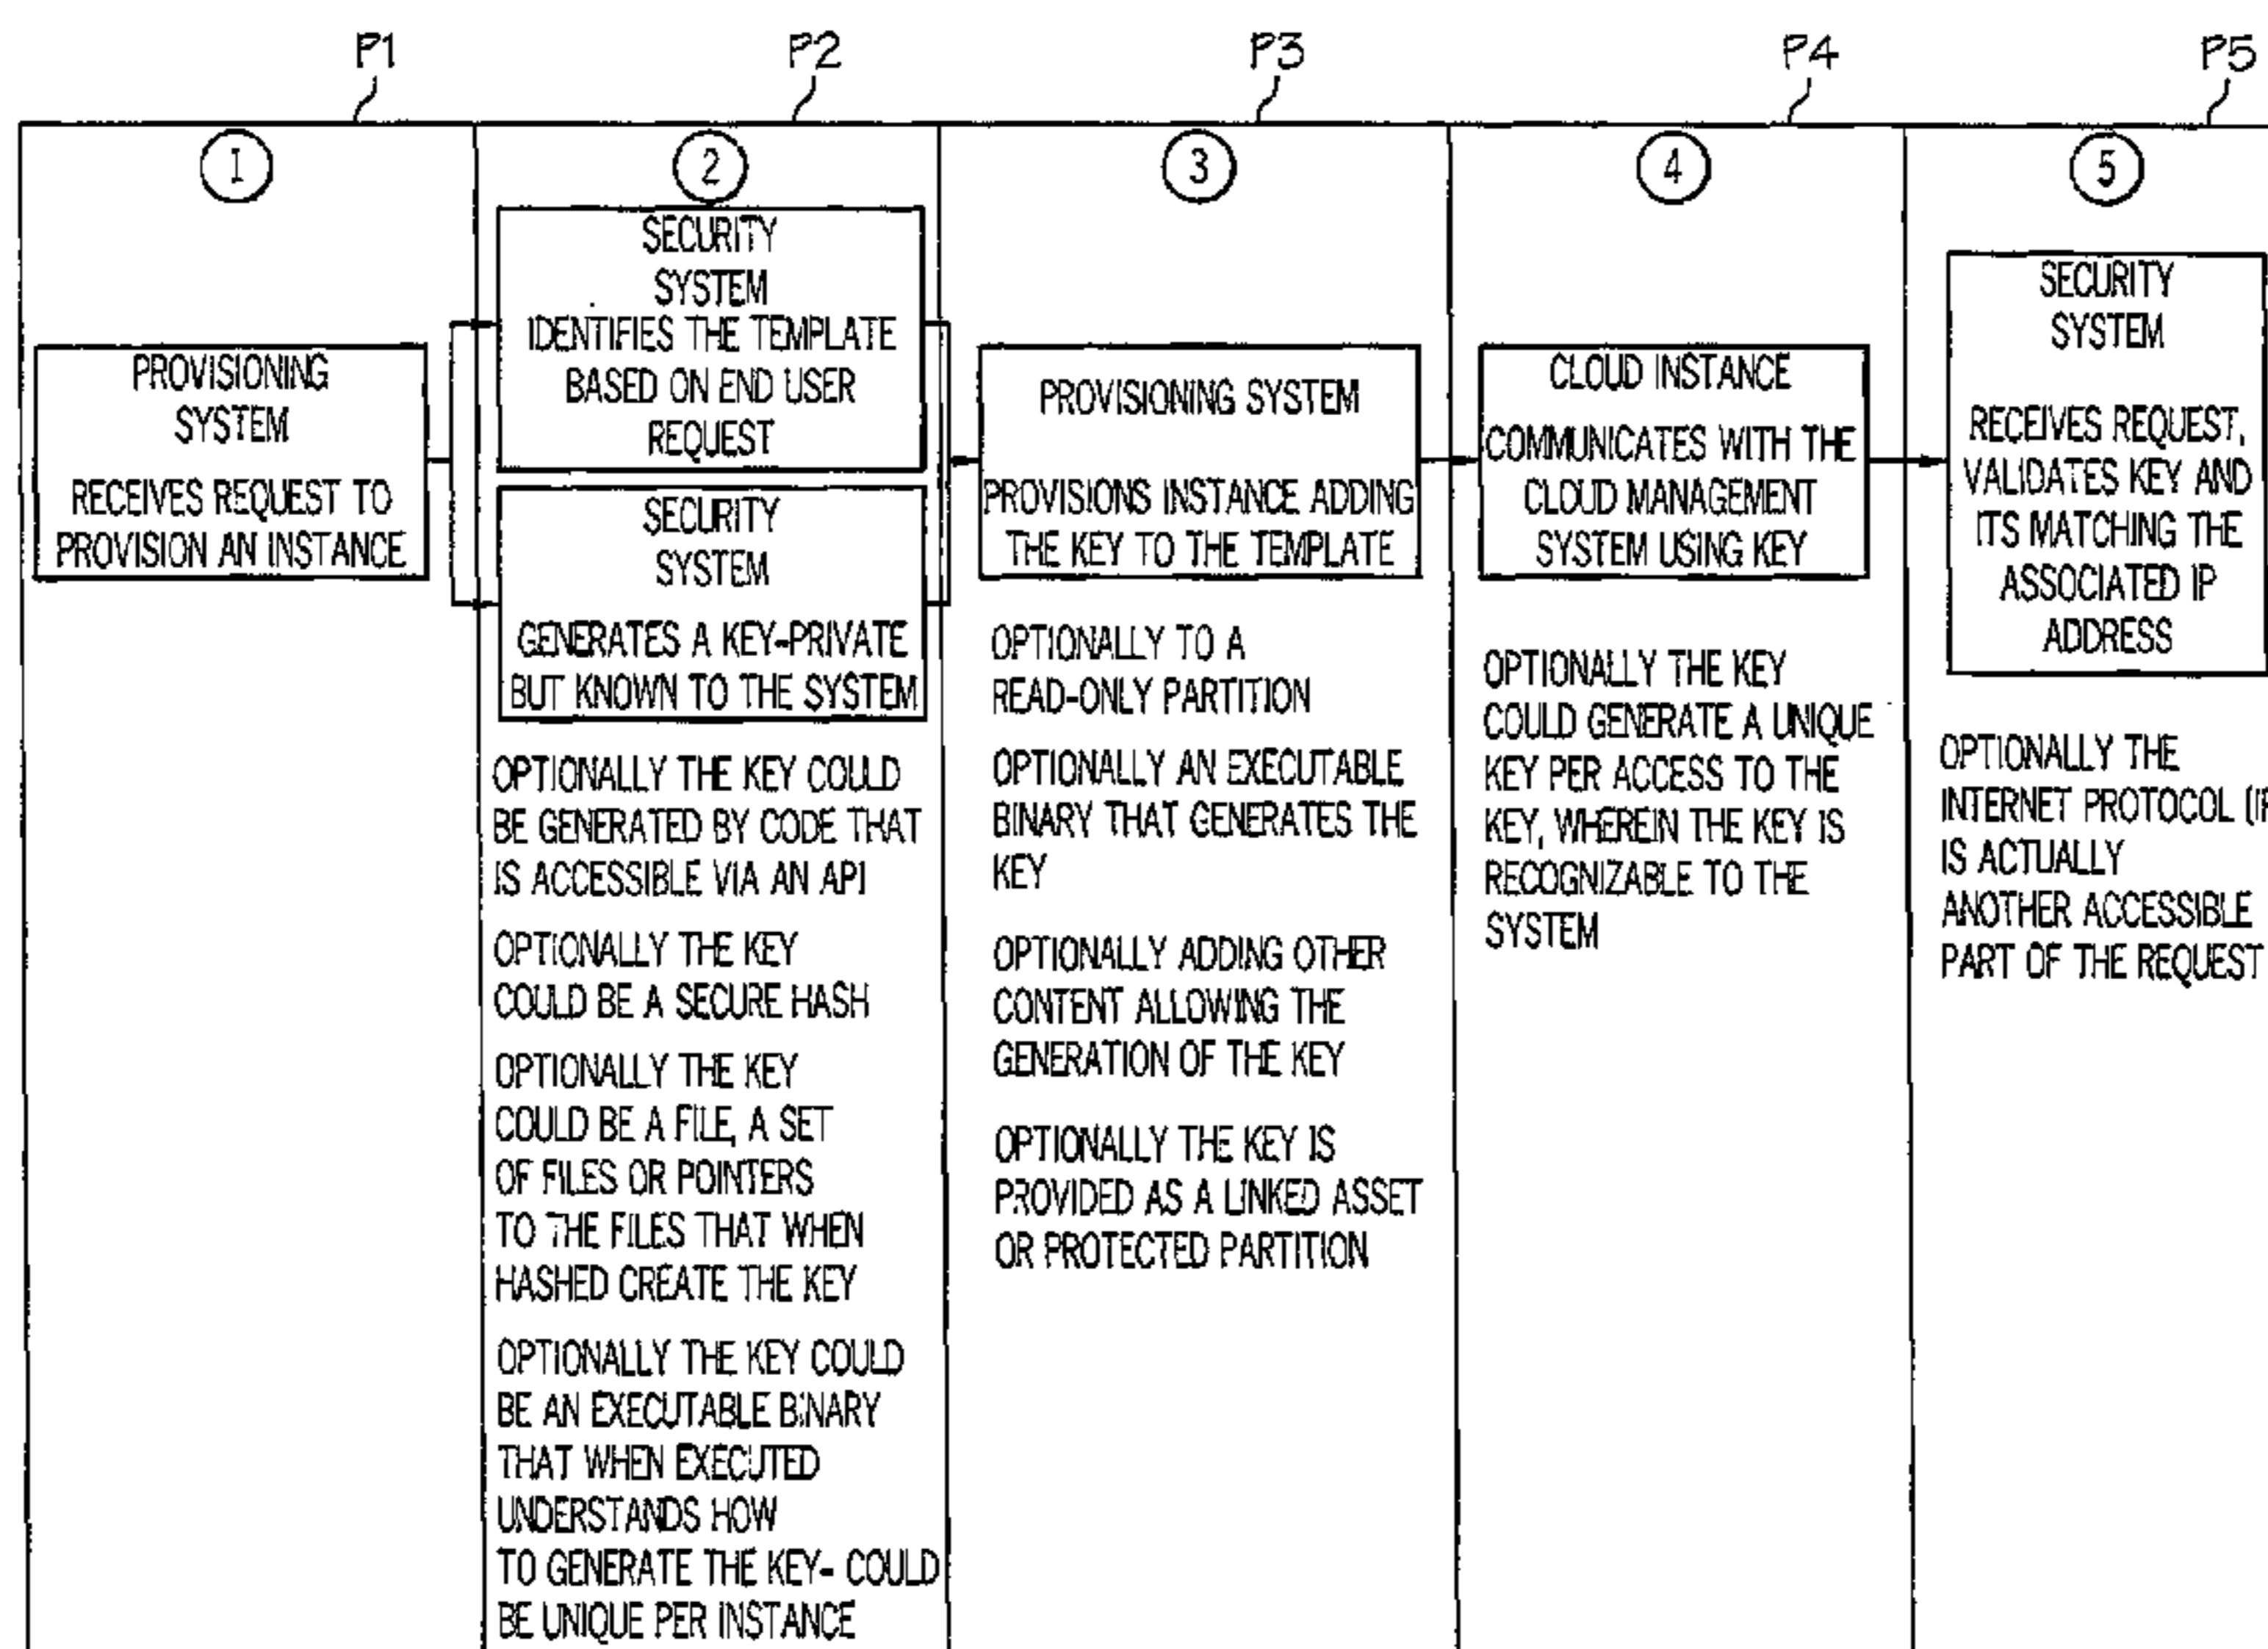 P1
P2
P3
P4
P5
1
PROVISIONING
SYSTEM
RECEIVES REQUEST TO
PROVISION AN INSTANCE
2
SECURITY
SYSTEM
IDENTIFIES THE TEMPLATE
BASED ON END USER
REQUEST
SECURITY
SYSTEM
GENERATES A KEY-PRIVATE
BUT KNOWN TO THE SYSTEM
OPTIONALLY THE KEY COULD
BE GENERATED BY CODE THAT
IS ACCESSIBLE VIA AN API
OPTIONALLY THE KEY
COULD BE A SECURE HASH
OPTIONALLY THE KEY
COULD BE A FILE, A SET
OF FILES OR POINTERS
TO THE FILES THAT WHEN
HASHED CREATE THE KEY
OPTIONALLY THE KEY COULD
BE AN EXECUTABLE BINARY
THAT WHEN EXECUTED
UNDERSTANDS HOW
TO GENERATE THE KEY- COULD
BE UNIQUE PER INSTANCE
3
PROVISIONING SYSTEM
PROVISIONS INSTANCE ADDING
THE KEY TO THE TEMPLATE
OPTIONALLY TO A
READ-ONLY PARTITION
OPTIONALLY AN EXECUTABLE
BINARY THAT GENERATES THE
KEY
OPTIONALLY ADDING OTHER
CONTENT ALLOWING THE
GENERATION OF THE KEY
OPTIONALLY THE KEY IS
PROVIDED AS A LINKED ASSET
OR PROTECTED PARTITION
4
CLOUD INSTANCE
COMMUNICATES WITH THE
CLOUD MANAGEMENT
SYSTEM USING KEY
OPTIONALLY THE KEY
COULD GENERATE A UNIQUE
KEY PER ACCESS TO THE
KEY, WHEREIN THE KEY IS
RECOGNIZABLE TO THE
SYSTEM
5
SECURITY
SYSTEM
RECEIVES REQUEST,
VALIDATES KEY AND
ITS MATCHING THE
ASSOCIATED IP
ADDRESS
OPTIONALLY THE
INTERNET PROTOCOL (IP
IS ACTUALLY
ANOTHER ACCESSIBLE
PART OF THE REQUEST